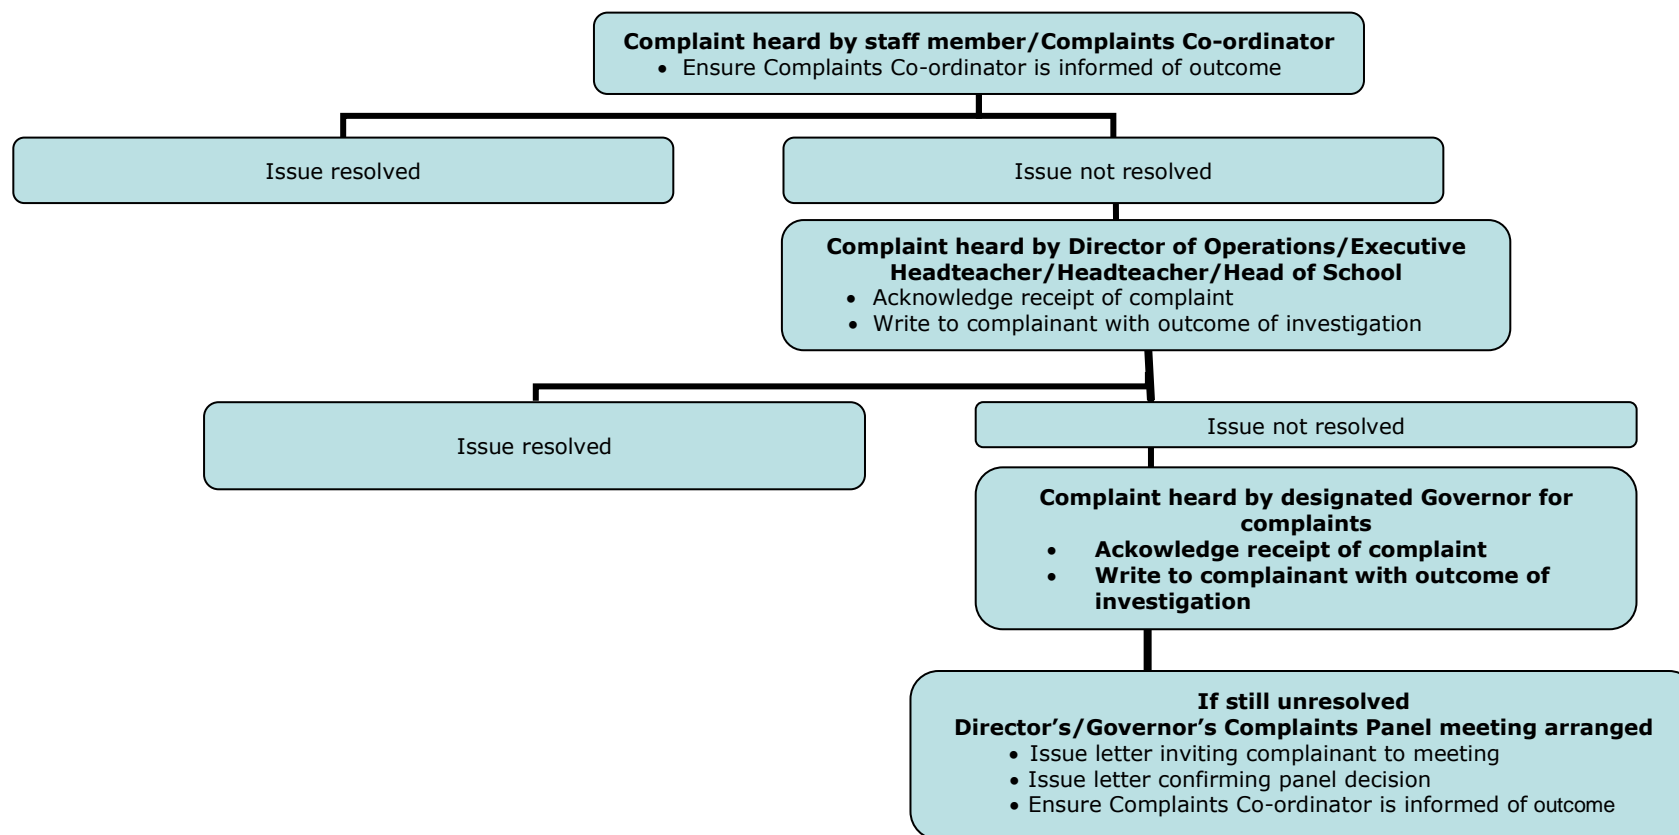 Complaint heard by staff member/Complaints Co-ordinator
• Ensure Complaints Co-ordinator is informed of outcome
Issue resolved
Issue not resolved
Complaint heard by Director of Operations/Executive
Headteacher/Headteacher/Head of School
• Acknowledge receipt of complaint
• Write to complainant with outcome of investigation
Issue resolved
Issue not resolved
Complaint heard by designated Governor for
complaints
• Ackowledge receipt of complaint
• Write to complainant with outcome of
investigation
If still unresolved
Director’s/Governor’s Complaints Panel meeting arranged
• Issue letter inviting complainant to meeting
• Issue letter confirming panel decision
• Ensure Complaints Co-ordinator is informed of outcome